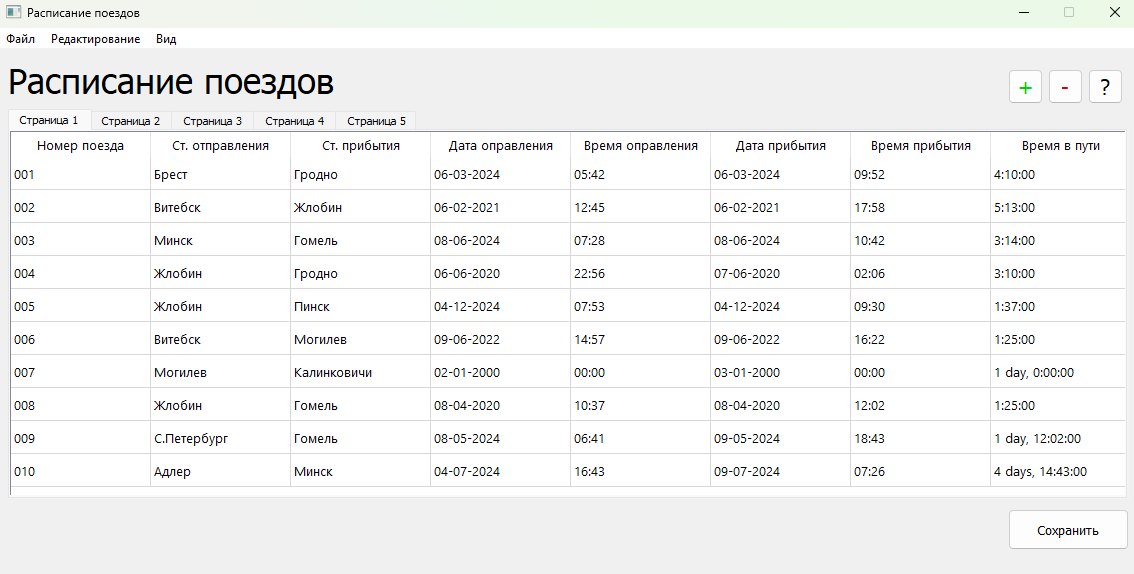 Расписание поездов
Файл Редактирование Вид
Расписание поездов
+ - ?
Страница 1 Страница 2 Страница 3 Страница 4 Страница 5
Номер поезда Ст. отправления Ст. прибытия Дата оправления Время оправления Дата прибытия Время прибытия Время в пути
001 Брест Гродно 06-03-2024 05:42 06-03-2024 09:52 4:10:00
002 Витебск Жлобин 06-02-2021 12:45 06-02-2021 17:58 5:13:00
003 Минск Гомель 08-06-2024 07:28 08-06-2024 10:42 3:14:00
004 Жлобин Гродно 06-06-2020 22:56 07-06-2020 02:06 3:10:00
005 Жлобин Пинск 04-12-2024 07:53 04-12-2024 09:30 1:37:00
006 Витебск Могилев 09-06-2022 14:57 09-06-2022 16:22 1:25:00
007 Могилев Калинковичи 02-01-2000 00:00 03-01-2000 00:00 1 day, 0:00:00
008 Жлобин Гомель 08-04-2020 10:37 08-04-2020 12:02 1:25:00
009 С.Петербург Гомель 08-05-2024 06:41 09-05-2024 18:43 1 day, 12:02:00
010 Адлер Минск 04-07-2024 16:43 09-07-2024 07:26 4 days, 14:43:00
Сохранить